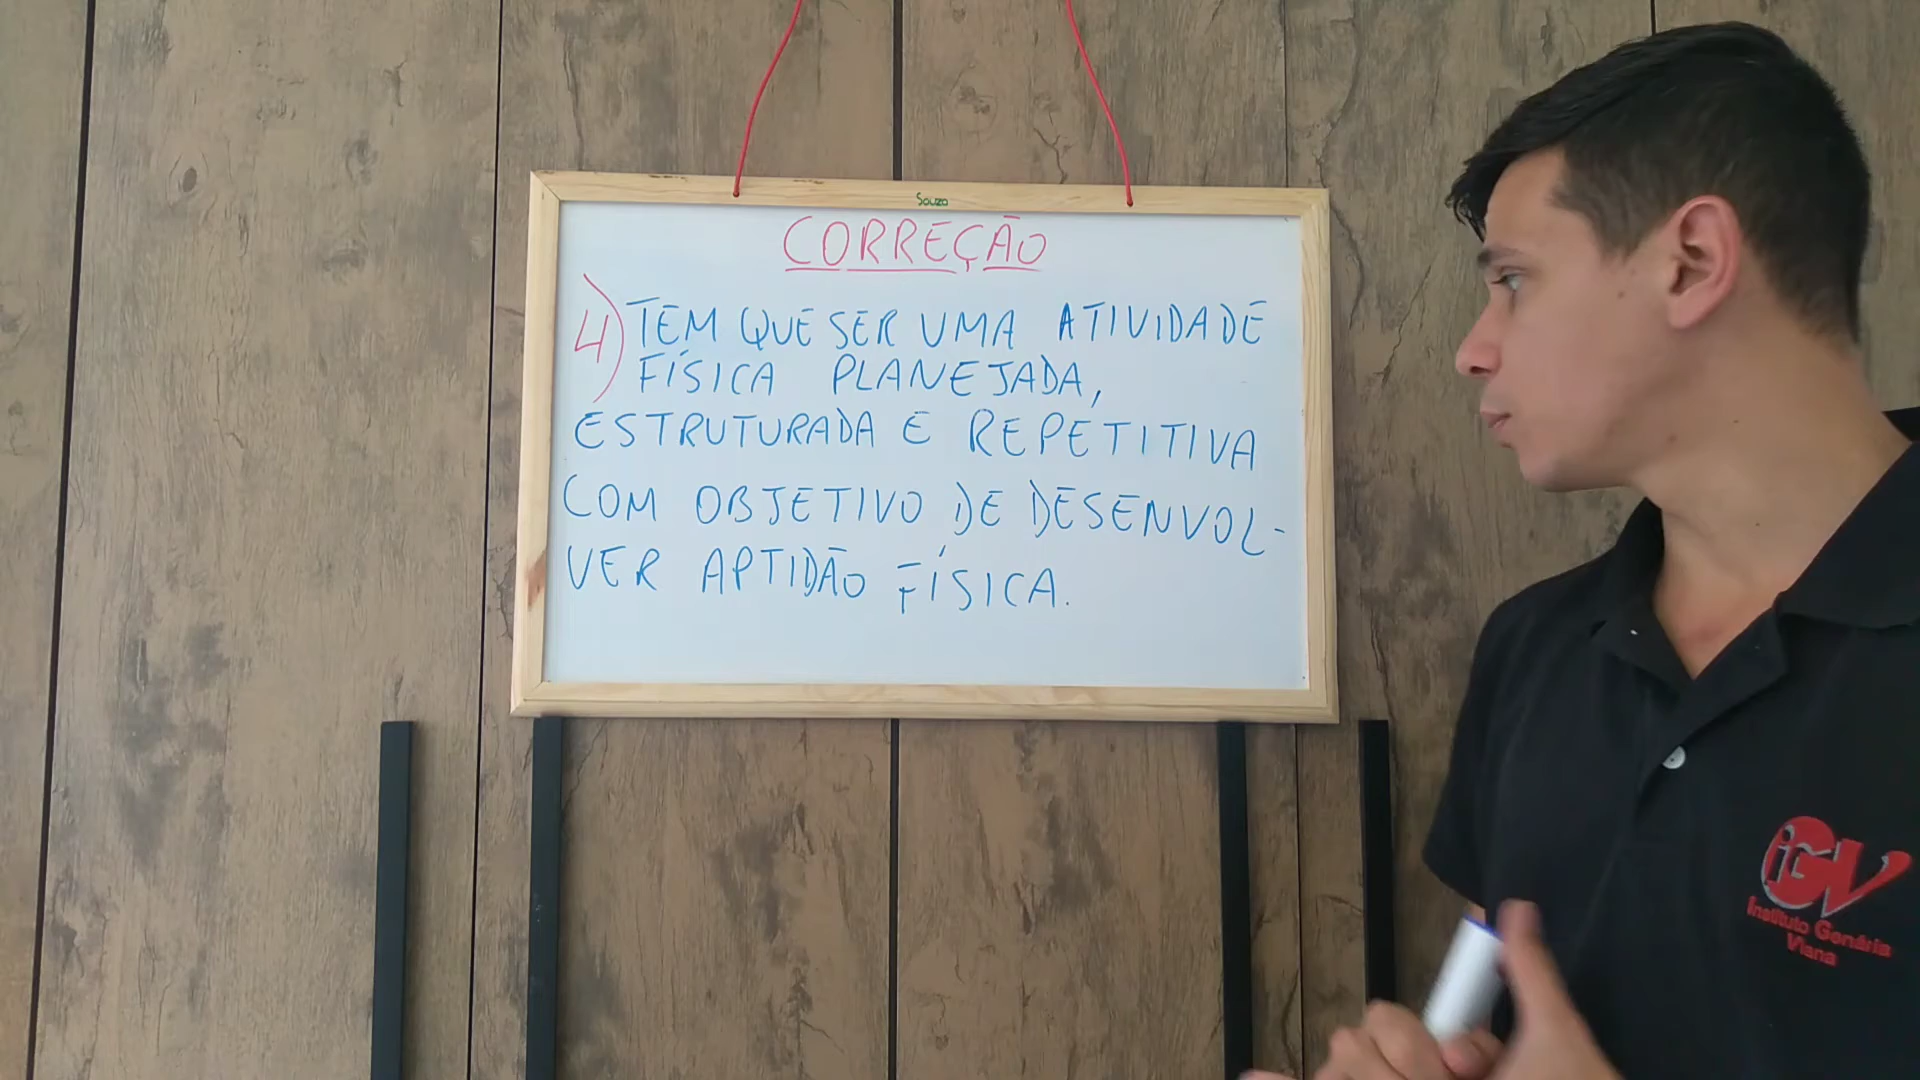 Souza
CORREÇÃO
4) TEM QUE SER UMA ATIVIDADE
FÍSICA PLANEJADA,
ESTRUTURADA E REPETITIVA
COM OBJETIVO DE DESENVOL-
VER APTIDÃO FÍSICA.
iGV
Instituto Genária
Viana